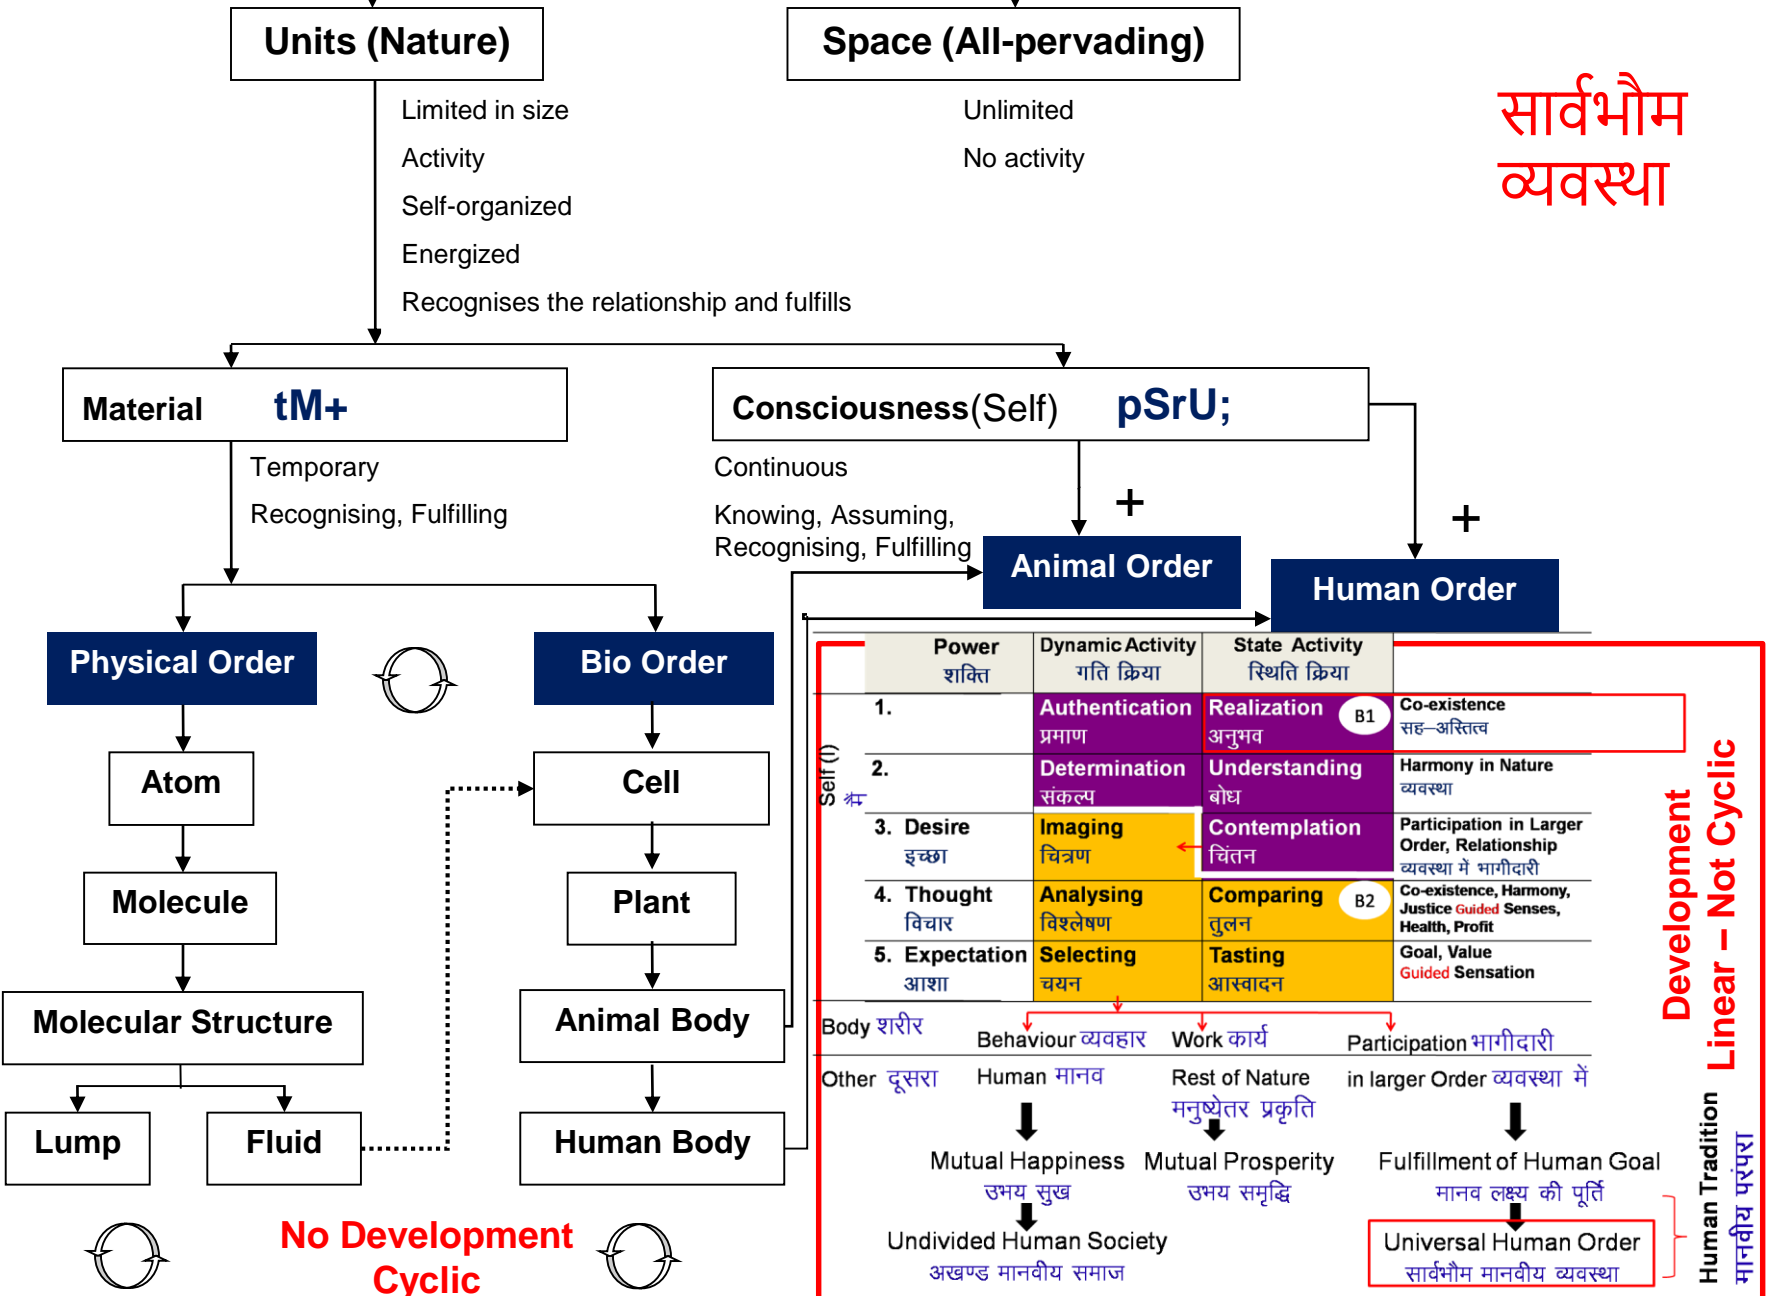 Units (Nature)
Space (All-pervading)
Limited in size
Activity
Self-organized
Energized
Recognises the relationship and fulfills
Unlimited
No activity
सार्वभौम
व्यवस्था
Material tM+
Consciousness(Self) pSrU;
Temporary
Recognising, Fulfilling
Continuous
Knowing, Assuming,
Recognising, Fulfilling
+
+
Animal Order
Human Order
Physical Order
Bio Order
Atom
Molecule
Molecular Structure
Lump
Fluid
Cell
Plant
Animal Body
Human Body
No Development
Cyclic
Power Dynamic Activity State Activity
शक्ति गति क्रिया स्थिति क्रिया
Self (I)
मैं
1. Authentication Realization B1 Co-existence
प्रमाण अनुभव सह–अस्तित्व
2. Determination Understanding Harmony in Nature
संकल्प बोध व्यवस्था
3. Desire Imaging Contemplation Participation in Larger
Order, Relationship
इच्छा चित्रण चिंतन व्यवस्था में भागीदारी
4. Thought Analysing Comparing B2 Co-existence, Harmony,
Justice Guided Senses,
Health, Profit
विचार विश्लेषण तुलन
5. Expectation Selecting Tasting Goal, Value
Guided Sensation
आशा चयन आस्वादन
Body शरीर
Behaviour व्यवहार Work कार्य Participation भागीदारी
Other दूसरा Human मानव Rest of Nature in larger Order व्यवस्था में
मनुष्येतर प्रकृति
Mutual Happiness Mutual Prosperity Fulfillment of Human Goal
उभय सुख उभय समृद्धि मानव लक्ष्य की पूर्ति
Undivided Human Society Universal Human Order
अखण्ड मानवीय समाज सार्वभौम मानवीय व्यवस्था
Development
Linear – Not Cyclic
Human Tradition
मानवीय परंपरा